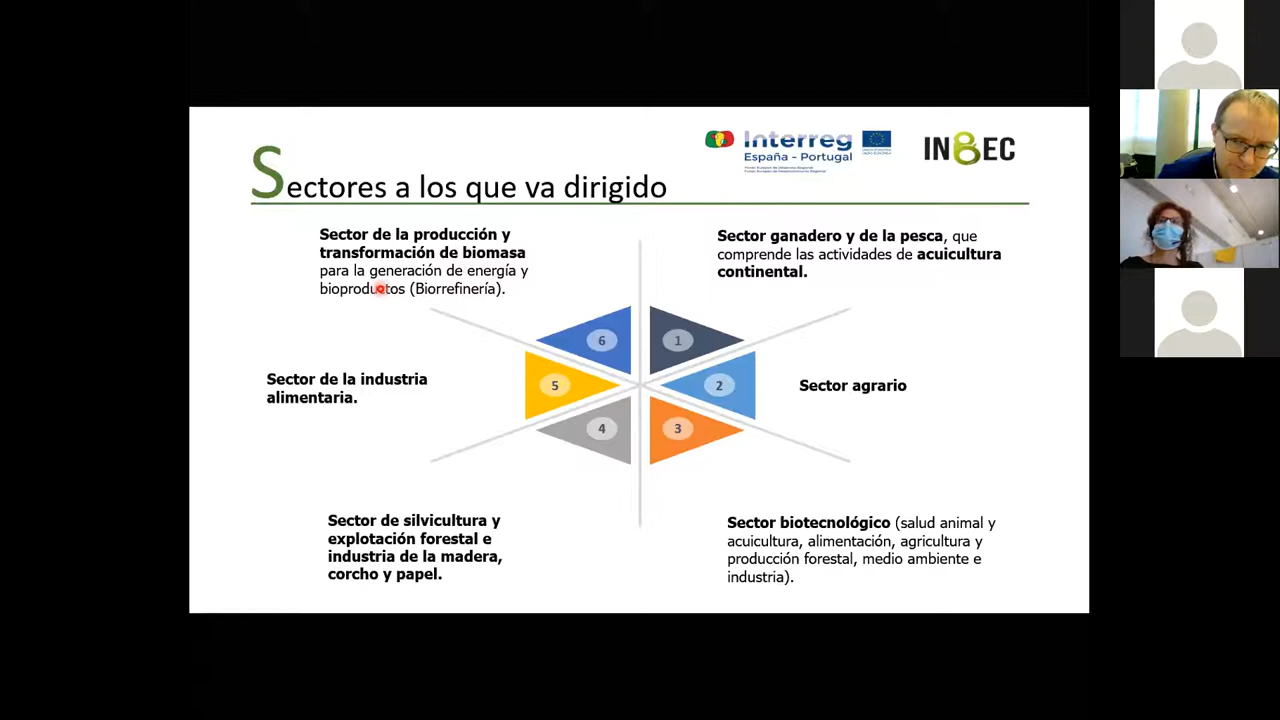 Interreg
España - Portugal
INBEC
Sectores a los que va dirigido
Sector de la producción y
transformación de biomasa
para la generación de energía y
bioproductos (Biorrefinería).
Sector ganadero y de la pesca, que
comprende las actividades de acuicultura
continental.
6
1
Sector de la industria
alimentaria.
5
2
Sector agrario
4
3
Sector de silvicultura y
explotación forestal e
industria de la madera,
corcho y papel.
Sector biotecnológico (salud animal y
acuicultura, alimentación, agricultura y
producción forestal, medio ambiente e
industria).